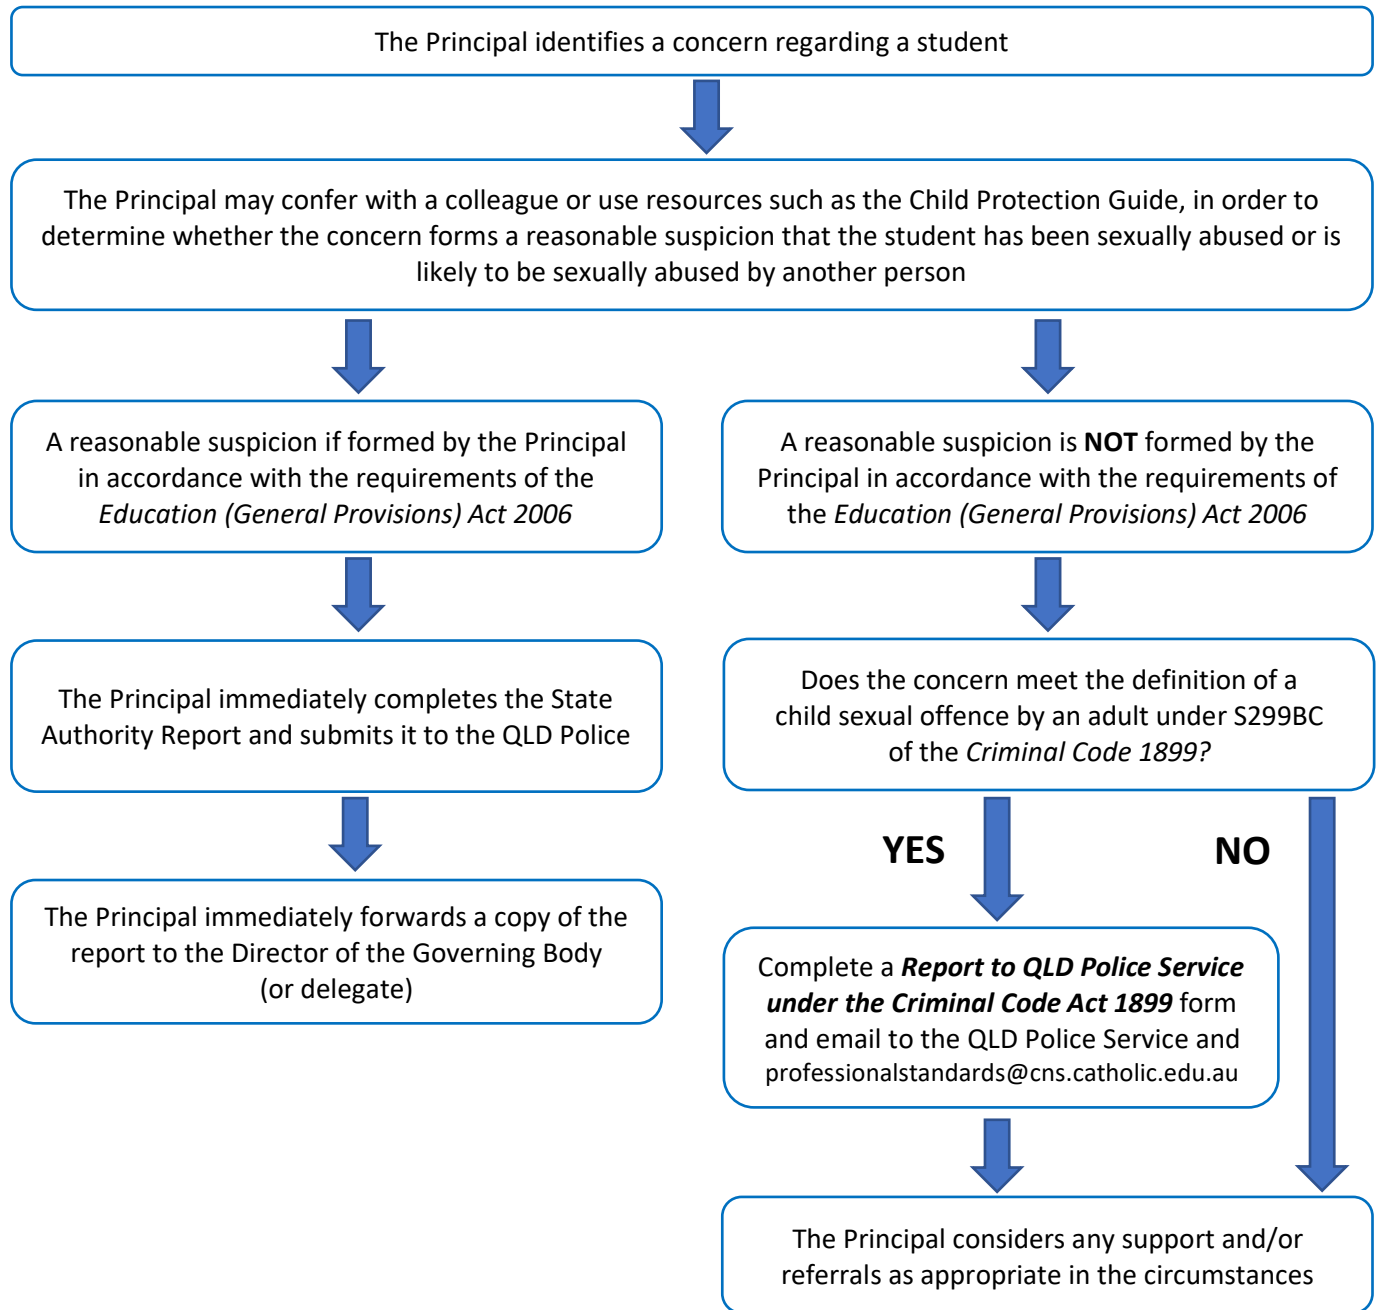 The Principal identifies a concern regarding a student
The Principal may confer with a colleague or use resources such as the Child Protection Guide, in order to
determine whether the concern forms a reasonable suspicion that the student has been sexually abused or is
likely to be sexually abused by another person
A reasonable suspicion if formed by the Principal
in accordance with the requirements of the
Education (General Provisions) Act 2006
The Principal immediately completes the State
Authority Report and submits it to the QLD Police
The Principal immediately forwards a copy of the
report to the Director of the Governing Body
(or delegate)
A reasonable suspicion is NOT formed by the
Principal in accordance with the requirements of
the Education (General Provisions) Act 2006
Does the concern meet the definition of a
child sexual offence by an adult under S299BC
of the Criminal Code 1899?
YES
NO
Complete a Report to QLD Police Service
under the Criminal Code Act 1899 form
and email to the QLD Police Service and
professionalstandards@cns.catholic.edu.au
The Principal considers any support and/or
referrals as appropriate in the circumstances